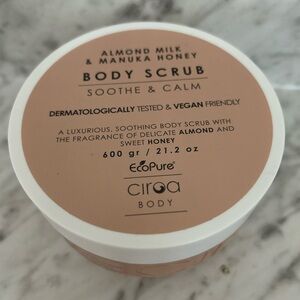 ALMOND MILK
& MANUKA HONEY
BODY SCRUB
SOOTHE & CALM
DERMATOLOGICALLY TESTED & VEGAN FRIENDLY
A LUXURIOUS, SOOTHING BODY SCRUB WITH
THE FRAGRANCE OF DELICATE ALMOND AND
SWEET HONEY
600 gr / 21.2 oz
EcoPure
ciroa
BODY